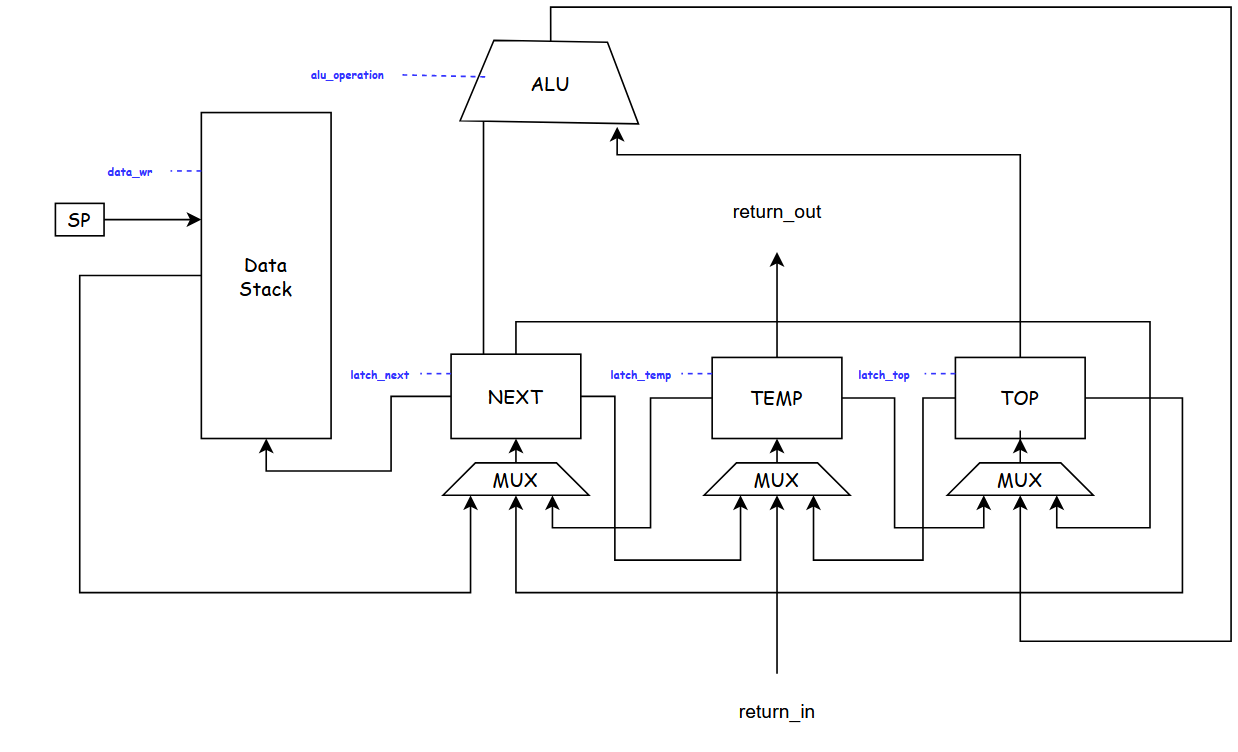 alu_operation
ALU
data_wr
SP
return_out
Data
Stack
latch_next
NEXT
latch_temp
TEMP
latch_top
TOP
MUX
MUX
MUX
return_in